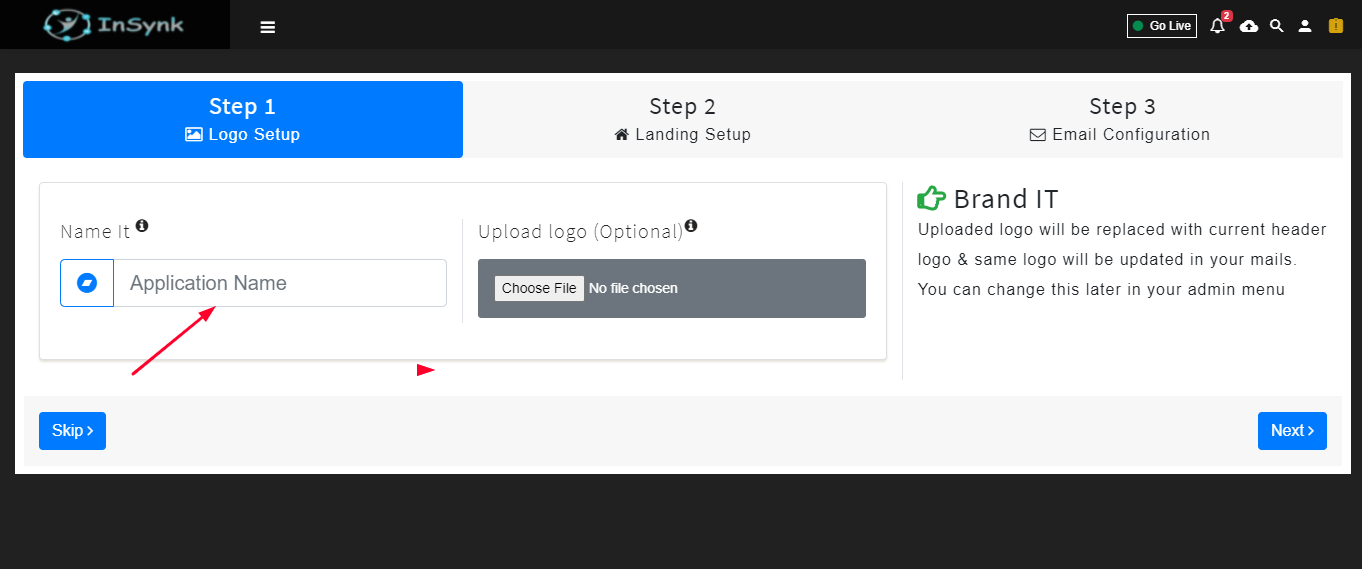 InSynk
Go Live
2
Step 1
Logo Setup
Step 2
Landing Setup
Step 3
Email Configuration
Name It
Application Name
Upload logo (Optional)
Choose File No file chosen
Brand IT
Uploaded logo will be replaced with current header
logo & same logo will be updated in your mails.
You can change this later in your admin menu
Skip
Next